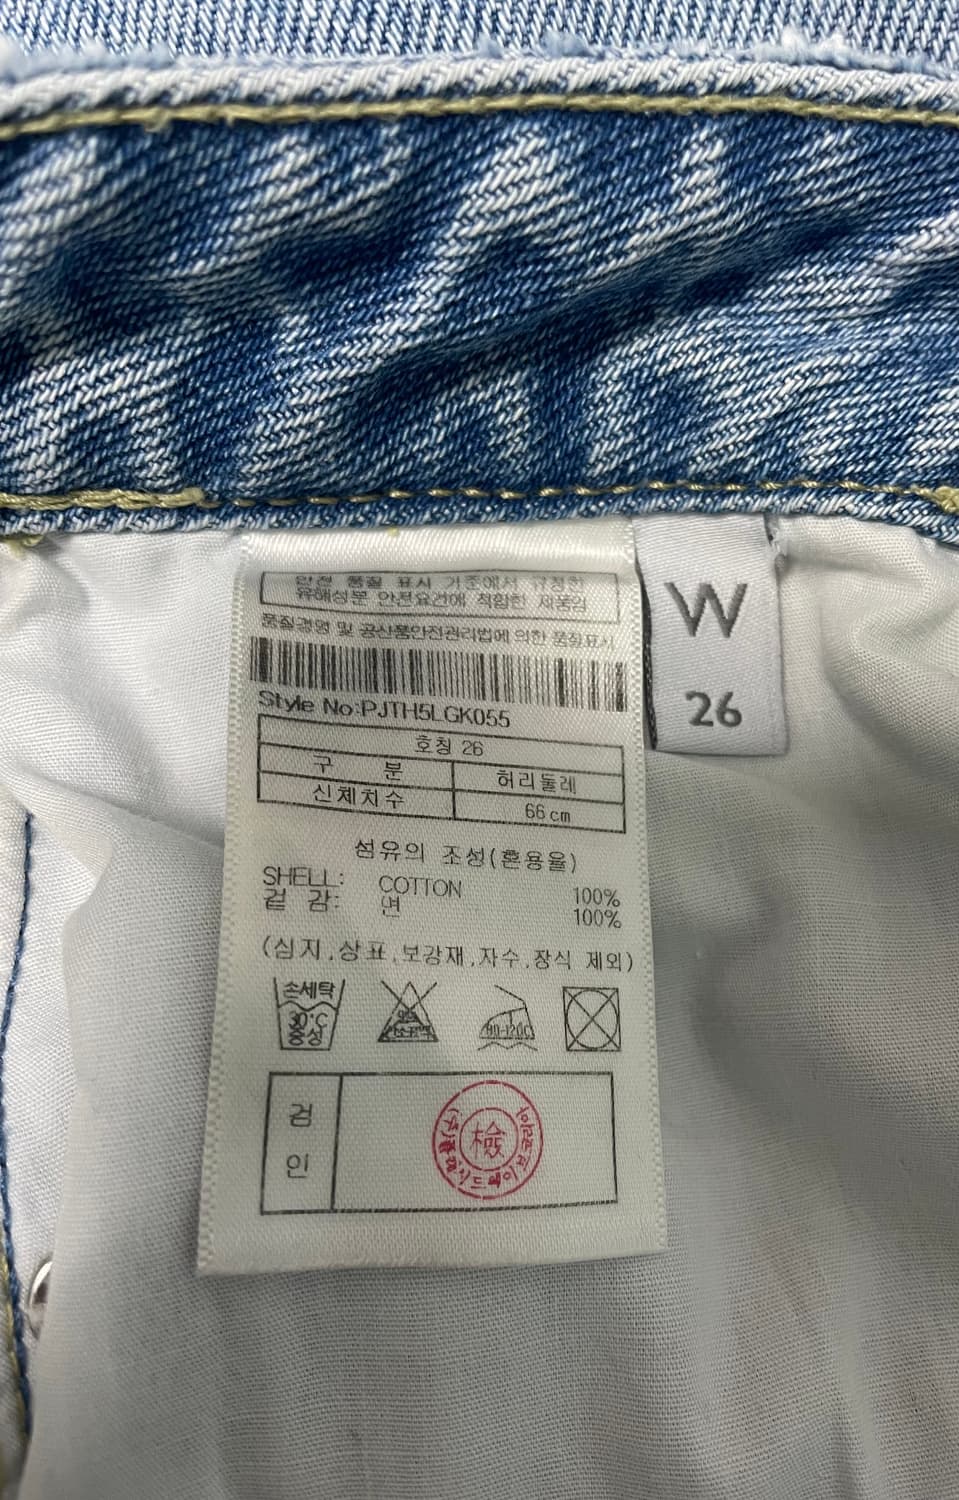 안전 품질 표시 기준에서 규정한
유해성분 안전요건에 적합한 제품임
품질경영 및 공산품안전관리법에 의한 품질표시
Style No:PJTH5LGK055
호칭 26
구 분 허리둘레
신체치수 66cm
섬유의 조성(혼용율)
SHELL: COTTON 100%
겉 감: 면 100%
(심지,상표,보강재,자수,장식 제외)
손세탁
30°C
중성
80-120C
검
인
檢
W
26